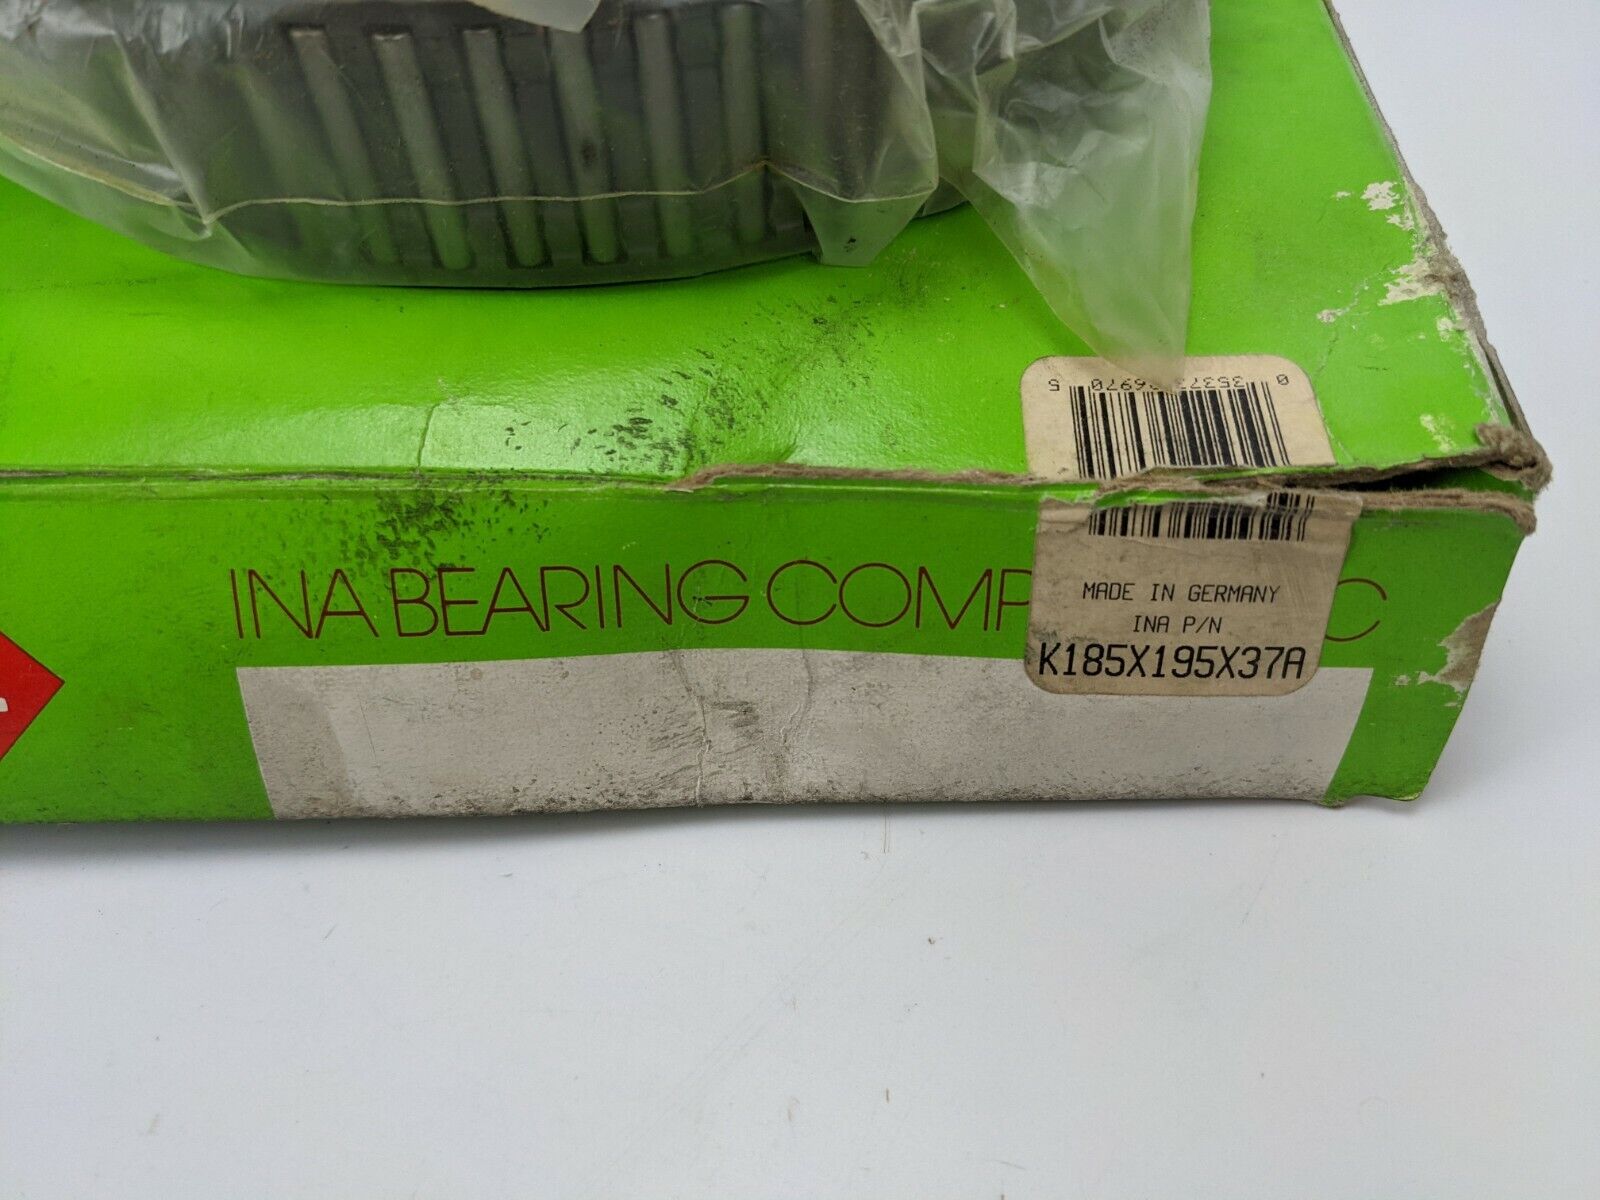 INA BEARING COMP C
MADE IN GERMANY
INA P/N
K185X195X37A